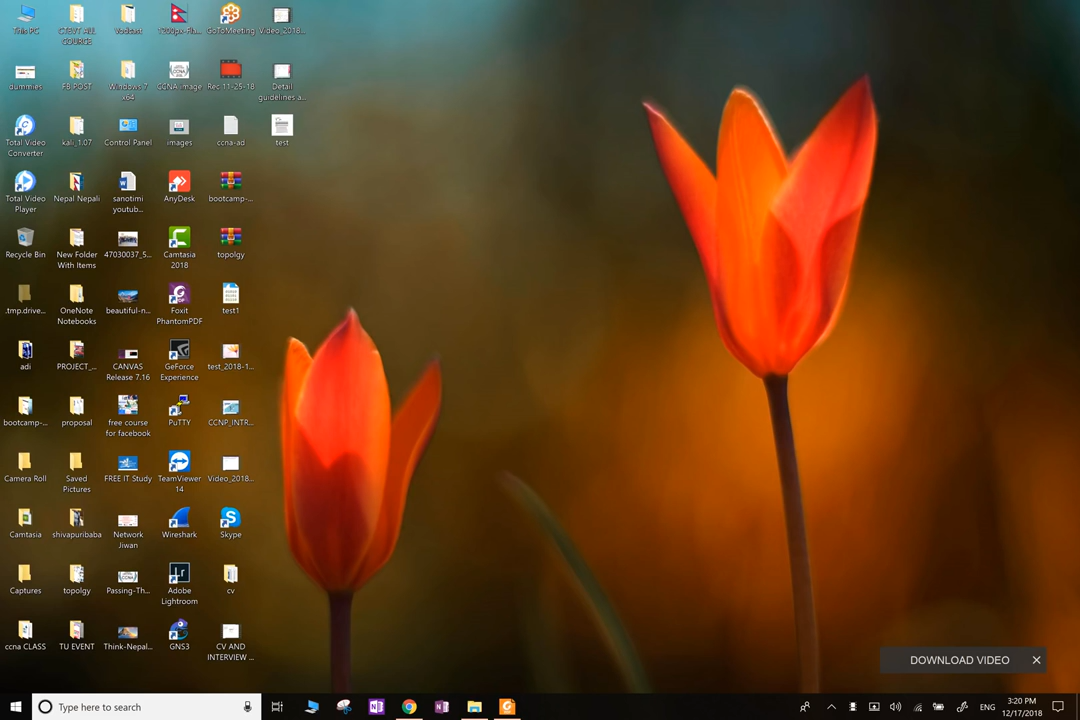 This PC
CTEVT ALL
COURCE
Vodcast
1200px-Fl...
GoToMeeting
Video_2018...
dummies
FB POST
Windows 7
x64
CCNA image
Rec 11-25-18
Detail
guidelines a...
Total Video
Converter
kali_1.07
Control Panel
images
ccna-ad
test
Total Video
Player
Nepal Nepali
sanotimi
youtub...
AnyDesk
bootcamp-...
Recycle Bin
New Folder
With Items
47030037_5...
Camtasia
2018
topolgy
.tmp.drive...
OneNote
Notebooks
beautiful-n...
Foxit
PhantomPDF
test1
adi
PROJECT_...
CANVAS
Release 7.16
GeForce
Experience
test_2018-1...
bootcamp-...
proposal
free course
for facebook
PuTTY
CCNP_INTR...
Camera Roll
Saved
Pictures
FREE IT Study
TeamViewer
14
Video_2018...
Camtasia
shivapuribaba
Network
Jiwan
Wireshark
Skype
Captures
topolgy
Passing-Th...
Adobe
Lightroom
cv
ccna CLASS
TU EVENT
Think-Nepal...
GNS3
CV AND
INTERVIEW ...
DOWNLOAD VIDEO
Type here to search
ENG
3:20 PM
12/17/2018